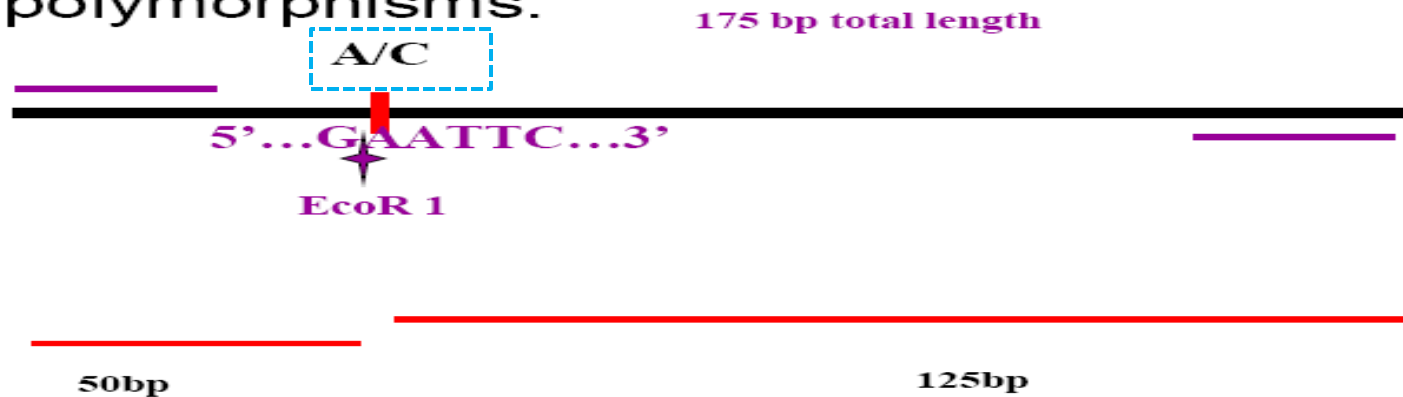 polymorphisms.
175 bp total length
A/C
5’...GAATTC...3’
EcoR 1
50bp
125bp